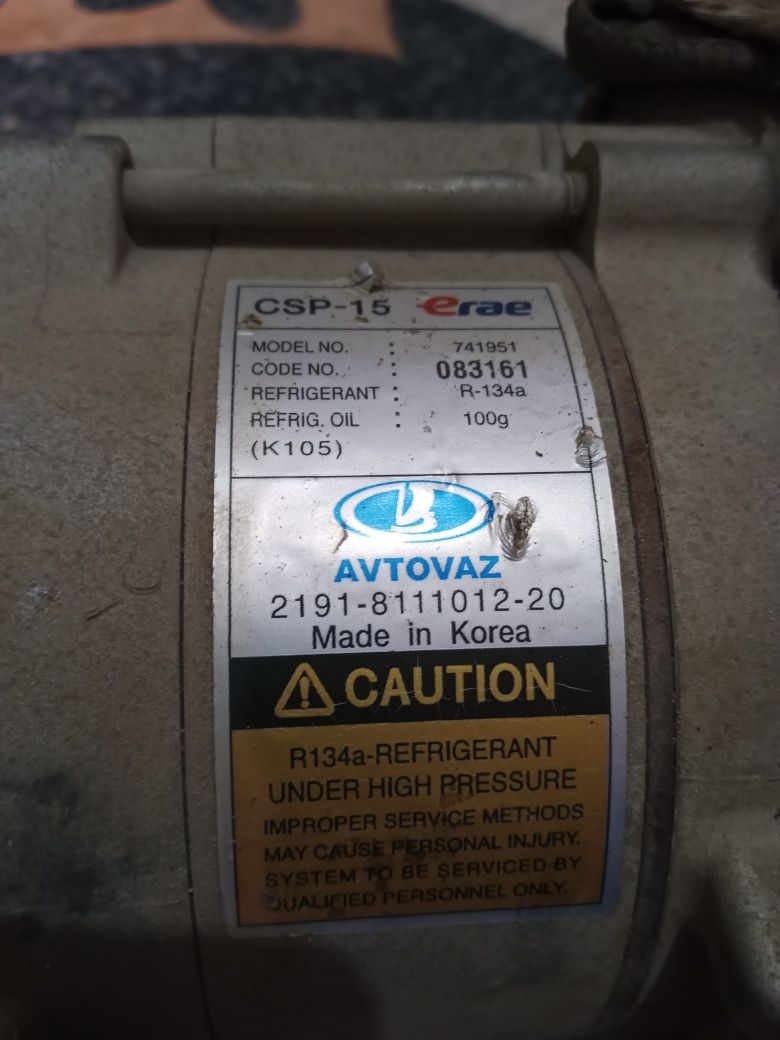 CSP-15 erae
MODEL NO. : 741951
CODE NO. : 083161
REFRIGERANT : R-134a
REFRIG. OIL : 100g
(K105)
AVTOVAZ
2191-8111012-20
Made in Korea
CAUTION
R134a-REFRIGERANT
UNDER HIGH PRESSURE
IMPROPER SERVICE METHODS
MAY CAUSE PERSONAL INJURY.
SYSTEM TO BE SERVICED BY
QUALIFIED PERSONNEL ONLY.